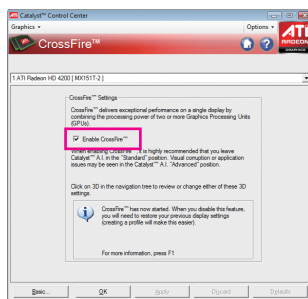 Catalyst™ Control Center
Graphics
Options
ATI
RADEON
GRAPHICS
CrossFire™
1.ATI Radeon HD 4200 [ MX151T-2 ]
CrossFire™ Settings
CrossFire™ delivers exceptional performance on a single display by
combining the processing power of two or more Graphics Processing Units
(GPUs).
Enable CrossFire™
When enabling CrossFire™, it is highly recommended that you leave
Catalyst™ A.I. in the "Standard" position. Visual corruption or application
issues may be seen in the Catalyst™ A.I. "Advanced" position.
Click on 3D in the navigation tree to review or change either of these 3D
settings.
CrossFire™ has now started. When you disable this feature,
you will need to restore your previous display settings
(creating a profile will make this easier).
For more information, press F1
Basic...
OK
Apply
Discard
Defaults